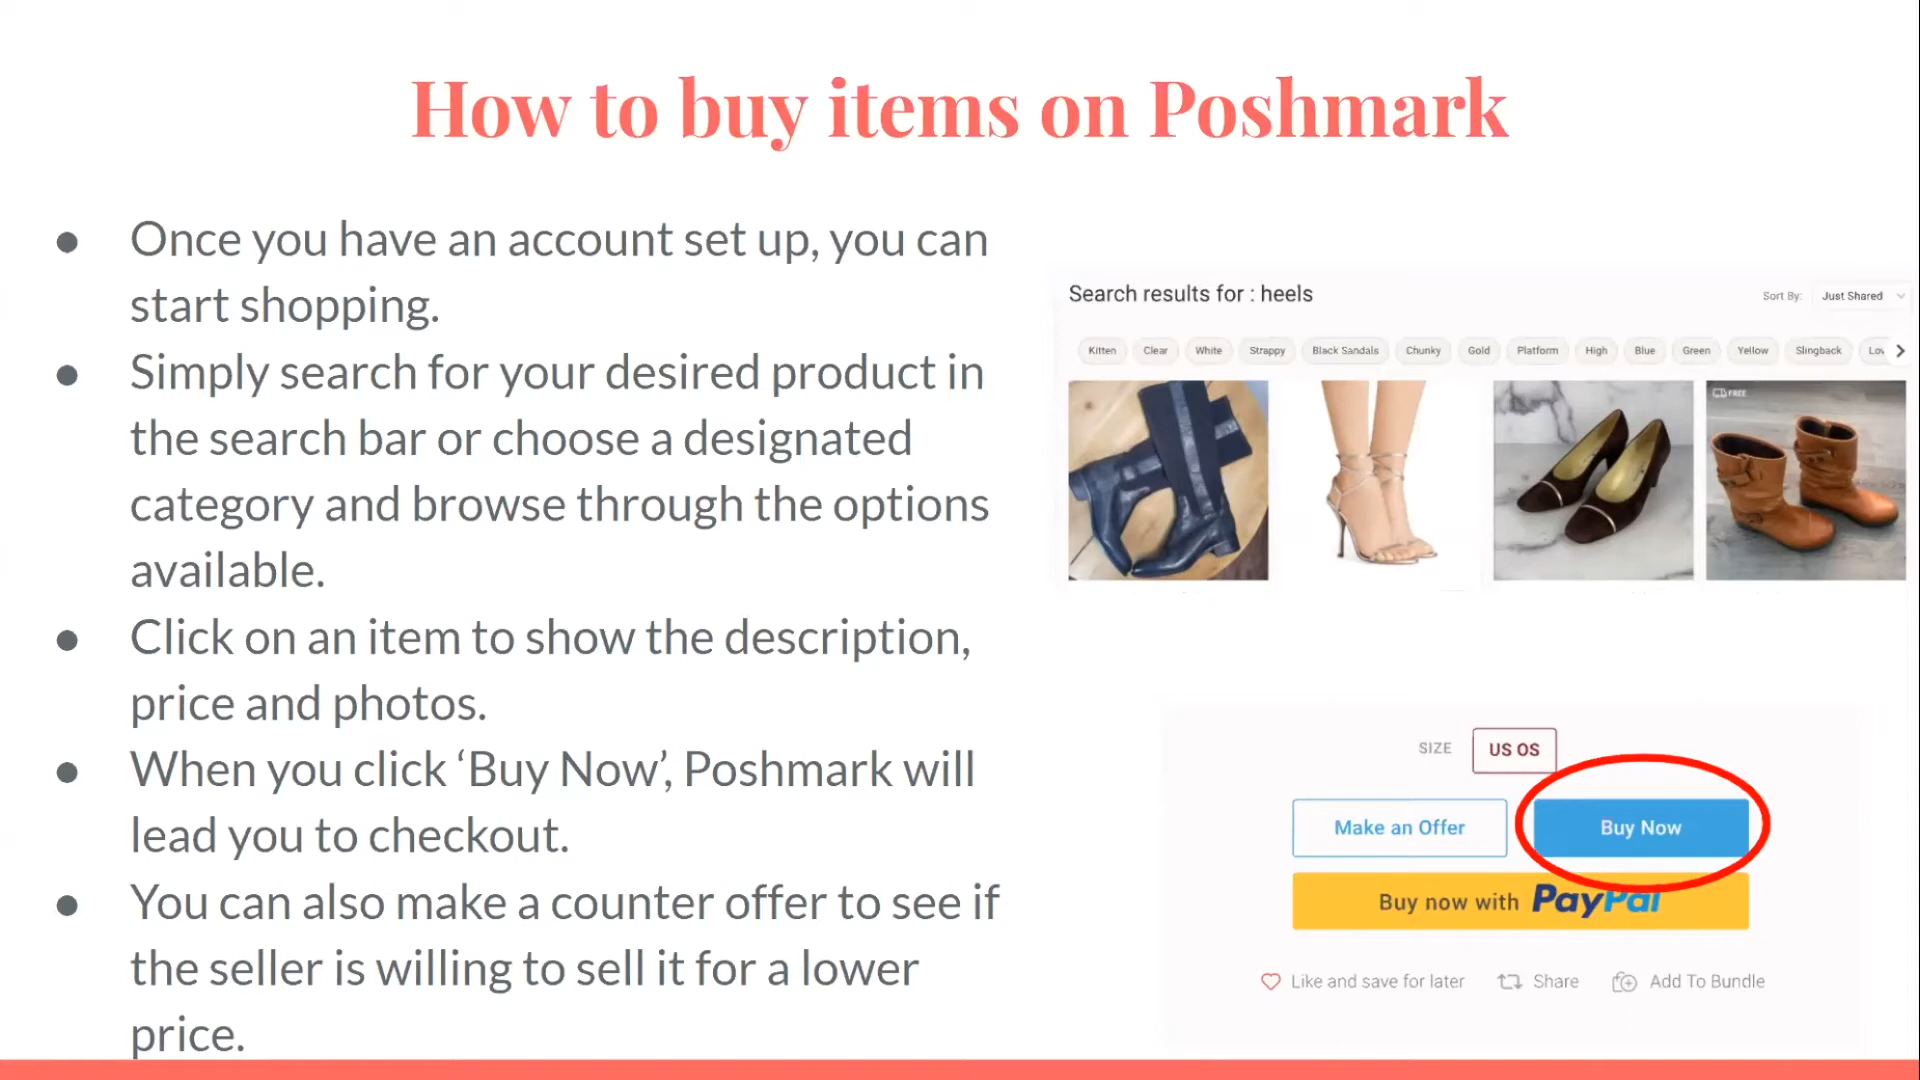 How to buy items on Poshmark
● Once you have an account set up, you can
start shopping.
● Simply search for your desired product in
the search bar or choose a designated
category and browse through the options
available.
● Click on an item to show the description,
price and photos.
● When you click ‘Buy Now’, Poshmark will
lead you to checkout.
● You can also make a counter offer to see if
the seller is willing to sell it for a lower
price.
Search results for : heels
Sort By: Just Shared
Kitten Clear White Strappy Black Sandals Chunky Gold Platform High Blue Green Yellow Slingback
FREE
SIZE US OS
Make an Offer Buy Now
Buy now with PayPal
Like and save for later Share Add To Bundle